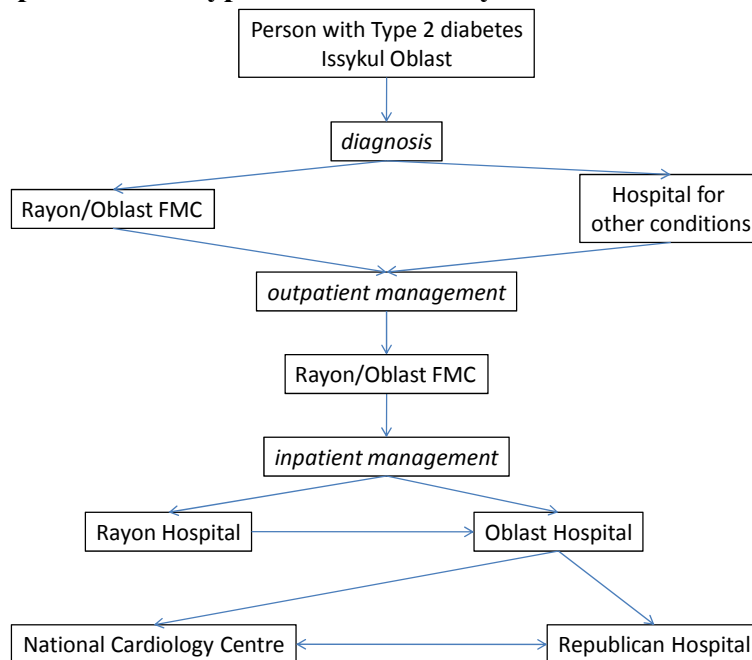 Person with Type 2 diabetes
Issykul Oblast
diagnosis
Rayon/Oblast FMC
Hospital for
other conditions
outpatient management
Rayon/Oblast FMC
inpatient management
Rayon Hospital
Oblast Hospital
National Cardiology Centre
Republican Hospital